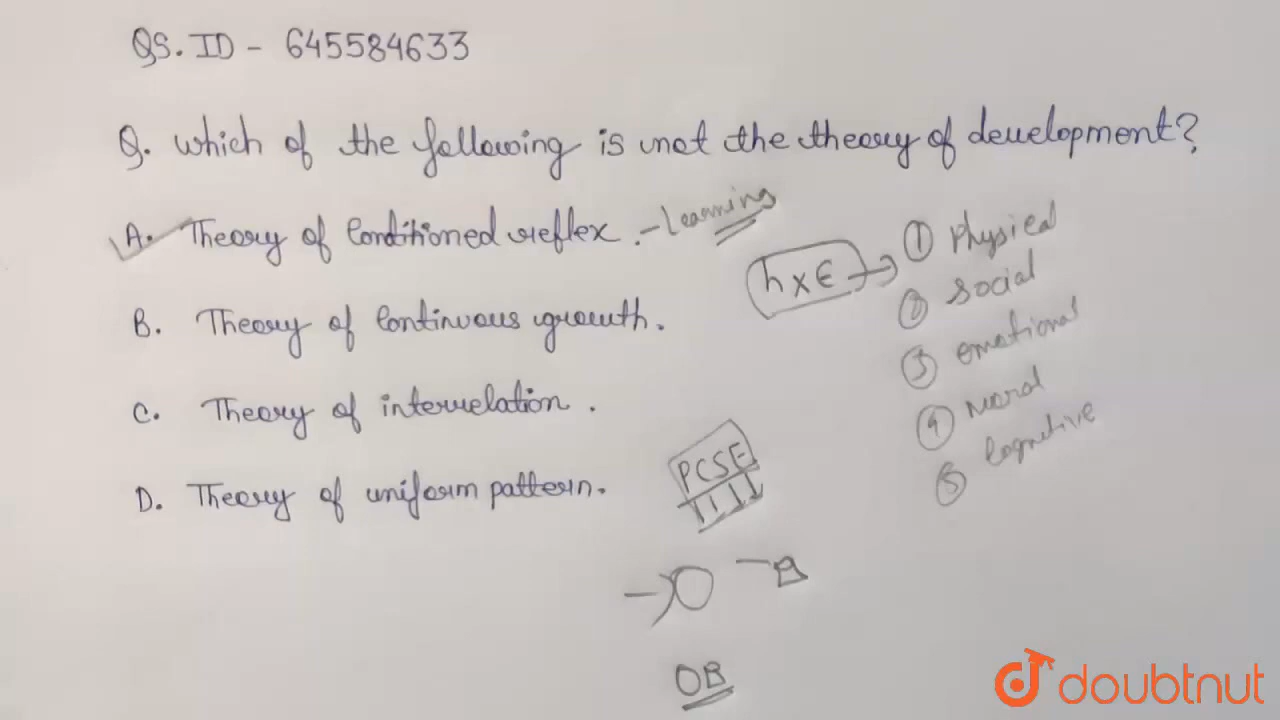 QS. ID - 645584633
Q. which of the following is not the theory of development?
A. Theory of Conditioned reflex. - Learning
B. Theory of Continuous growth.
C. Theory of interrelation.
D. Theory of uniform pattern.
h x E → ① Physical
② Social
③ emotional
④ Moral
⑤ Cognetive
PCSE
OB
doubtnut